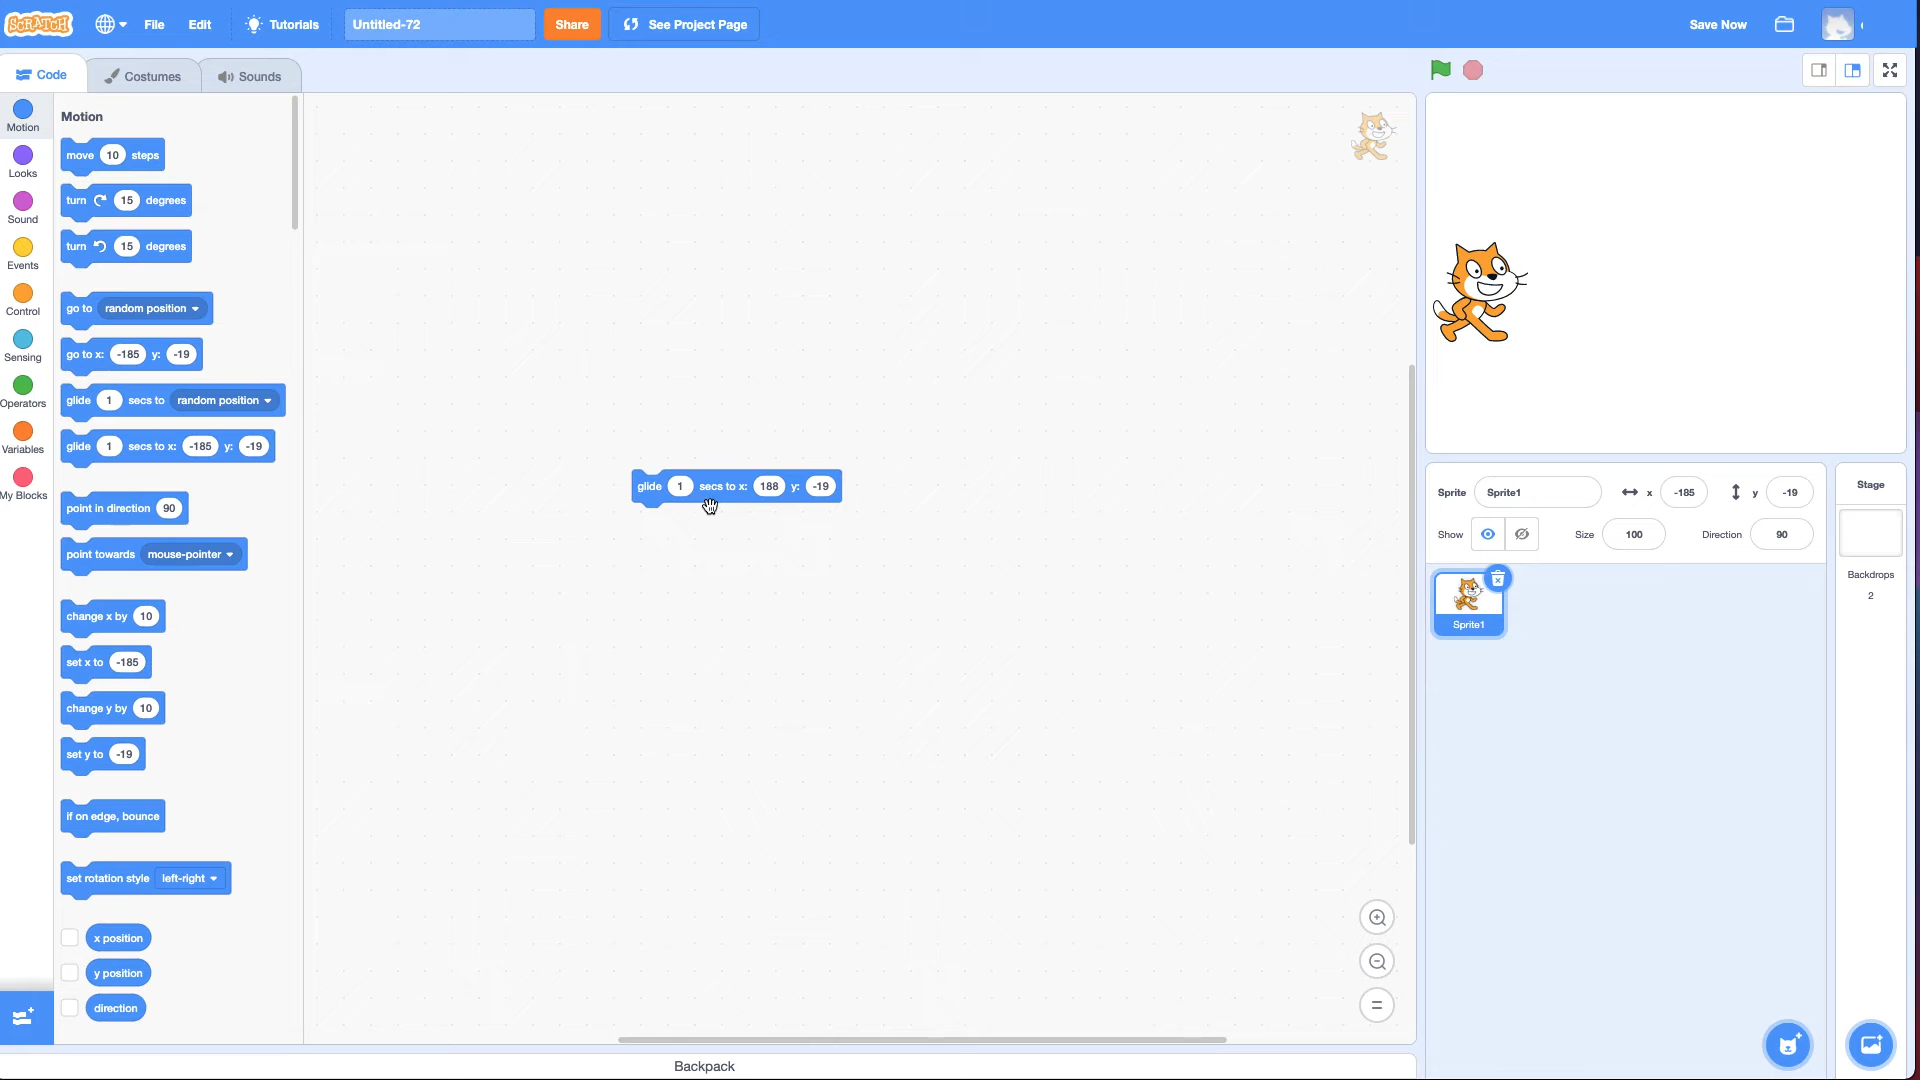 SCRATCH
File
Edit
Tutorials
Untitled-72
Share
See Project Page
Save Now
Code
Costumes
Sounds
Motion
Looks
Sound
Events
Control
Sensing
Operators
Variables
My Blocks
Motion
move 10 steps
turn 15 degrees
turn 15 degrees
go to random position
go to x: -185 y: -19
glide 1 secs to random position
glide 1 secs to x: -185 y: -19
point in direction 90
point towards mouse-pointer
change x by 10
set x to -185
change y by 10
set y to -19
if on edge, bounce
set rotation style left-right
x position
y position
direction
glide 1 secs to x: 188 y: -19
Backpack
Sprite Sprite1 x -185 y -19
Show Size 100 Direction 90
Sprite1
Stage
Backdrops
2